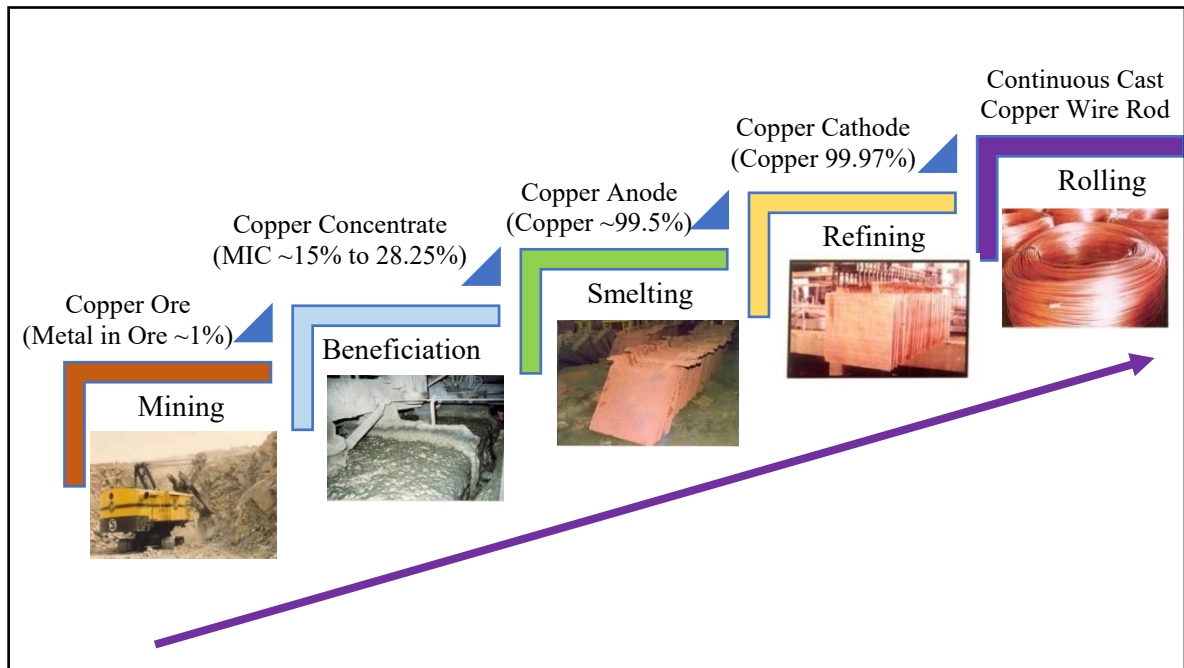 Copper Ore
(Metal in Ore ~1%)
Mining
Copper Concentrate
(MIC ~15% to 28.25%)
Beneficiation
Copper Anode
(Copper ~99.5%)
Smelting
Copper Cathode
(Copper 99.97%)
Refining
Continuous Cast
Copper Wire Rod
Rolling
5